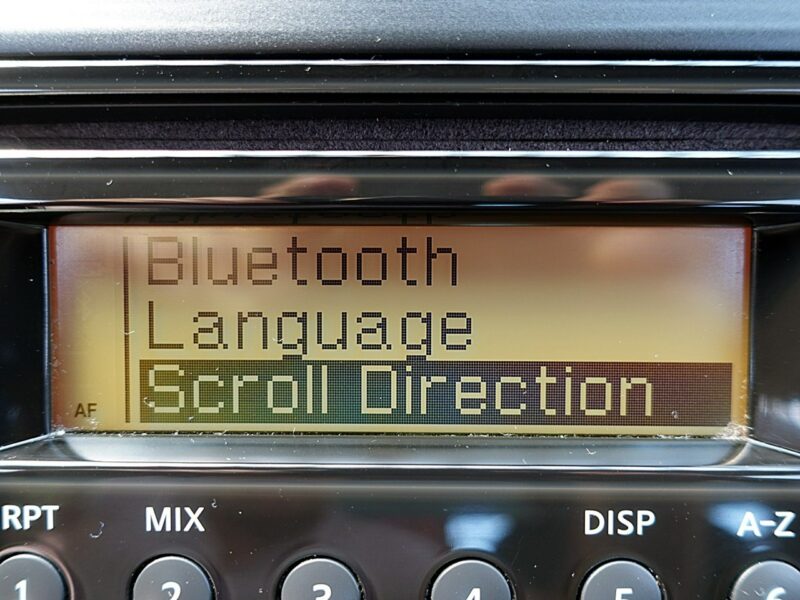 Bluetooth
Language
Scroll Direction
AF
RPT MIX DISP A-Z
1 2 3 4 5 6